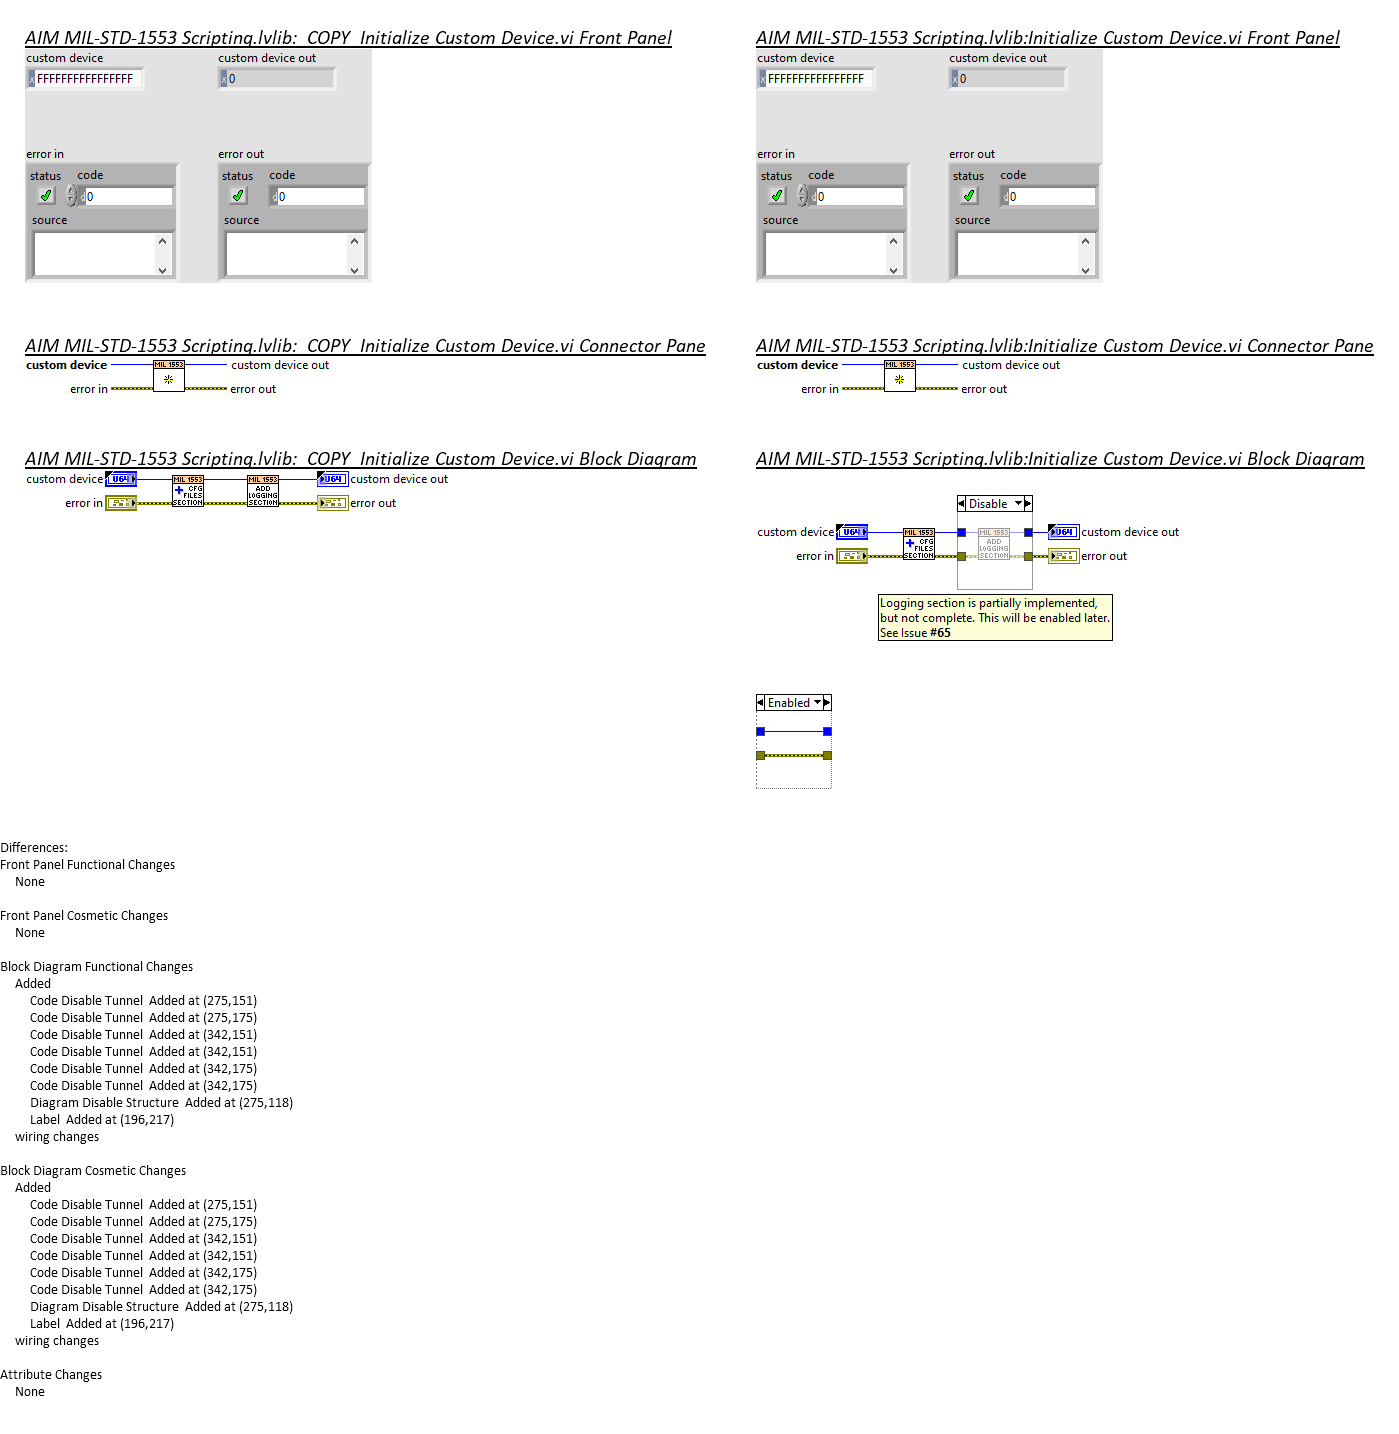 AIM MIL-STD-1553 Scripting.lvlib:  COPY  Initialize Custom Device.vi Front Panel
custom device
custom device out
x FFFFFFFFFFFFFFFF
x 0
error in
error out
status
code
status
code
d 0
d 0
source
source
AIM MIL-STD-1553 Scripting.lvlib:Initialize Custom Device.vi Front Panel
custom device
custom device out
x FFFFFFFFFFFFFFFF
x 0
error in
error out
status
code
status
code
d 0
d 0
source
source
AIM MIL-STD-1553 Scripting.lvlib:  COPY  Initialize Custom Device.vi Connector Pane
custom device
MIL 1553
custom device out
error in
error out
AIM MIL-STD-1553 Scripting.lvlib:Initialize Custom Device.vi Connector Pane
custom device
MIL 1553
custom device out
error in
error out
AIM MIL-STD-1553 Scripting.lvlib:  COPY  Initialize Custom Device.vi Block Diagram
custom device
U64
MIL 1553
CFG
FILES
SECTION
MIL 1553
ADD
LOGGING
SECTION
U64
custom device out
error in
error out
AIM MIL-STD-1553 Scripting.lvlib:Initialize Custom Device.vi Block Diagram
Disable
custom device
U64
MIL 1553
CFG
FILES
SECTION
MIL 1553
ADD
LOGGING
SECTION
U64
custom device out
error in
error out
Logging section is partially implemented,
but not complete. This will be enabled later.
See Issue #65
Enabled
Differences:
Front Panel Functional Changes
None
Front Panel Cosmetic Changes
None
Block Diagram Functional Changes
Added
Code Disable Tunnel  Added at (275,151)
Code Disable Tunnel  Added at (275,175)
Code Disable Tunnel  Added at (342,151)
Code Disable Tunnel  Added at (342,151)
Code Disable Tunnel  Added at (342,175)
Code Disable Tunnel  Added at (342,175)
Diagram Disable Structure  Added at (275,118)
Label  Added at (196,217)
wiring changes
Block Diagram Cosmetic Changes
Added
Code Disable Tunnel  Added at (275,151)
Code Disable Tunnel  Added at (275,175)
Code Disable Tunnel  Added at (342,151)
Code Disable Tunnel  Added at (342,151)
Code Disable Tunnel  Added at (342,175)
Code Disable Tunnel  Added at (342,175)
Diagram Disable Structure  Added at (275,118)
Label  Added at (196,217)
wiring changes
Attribute Changes
None